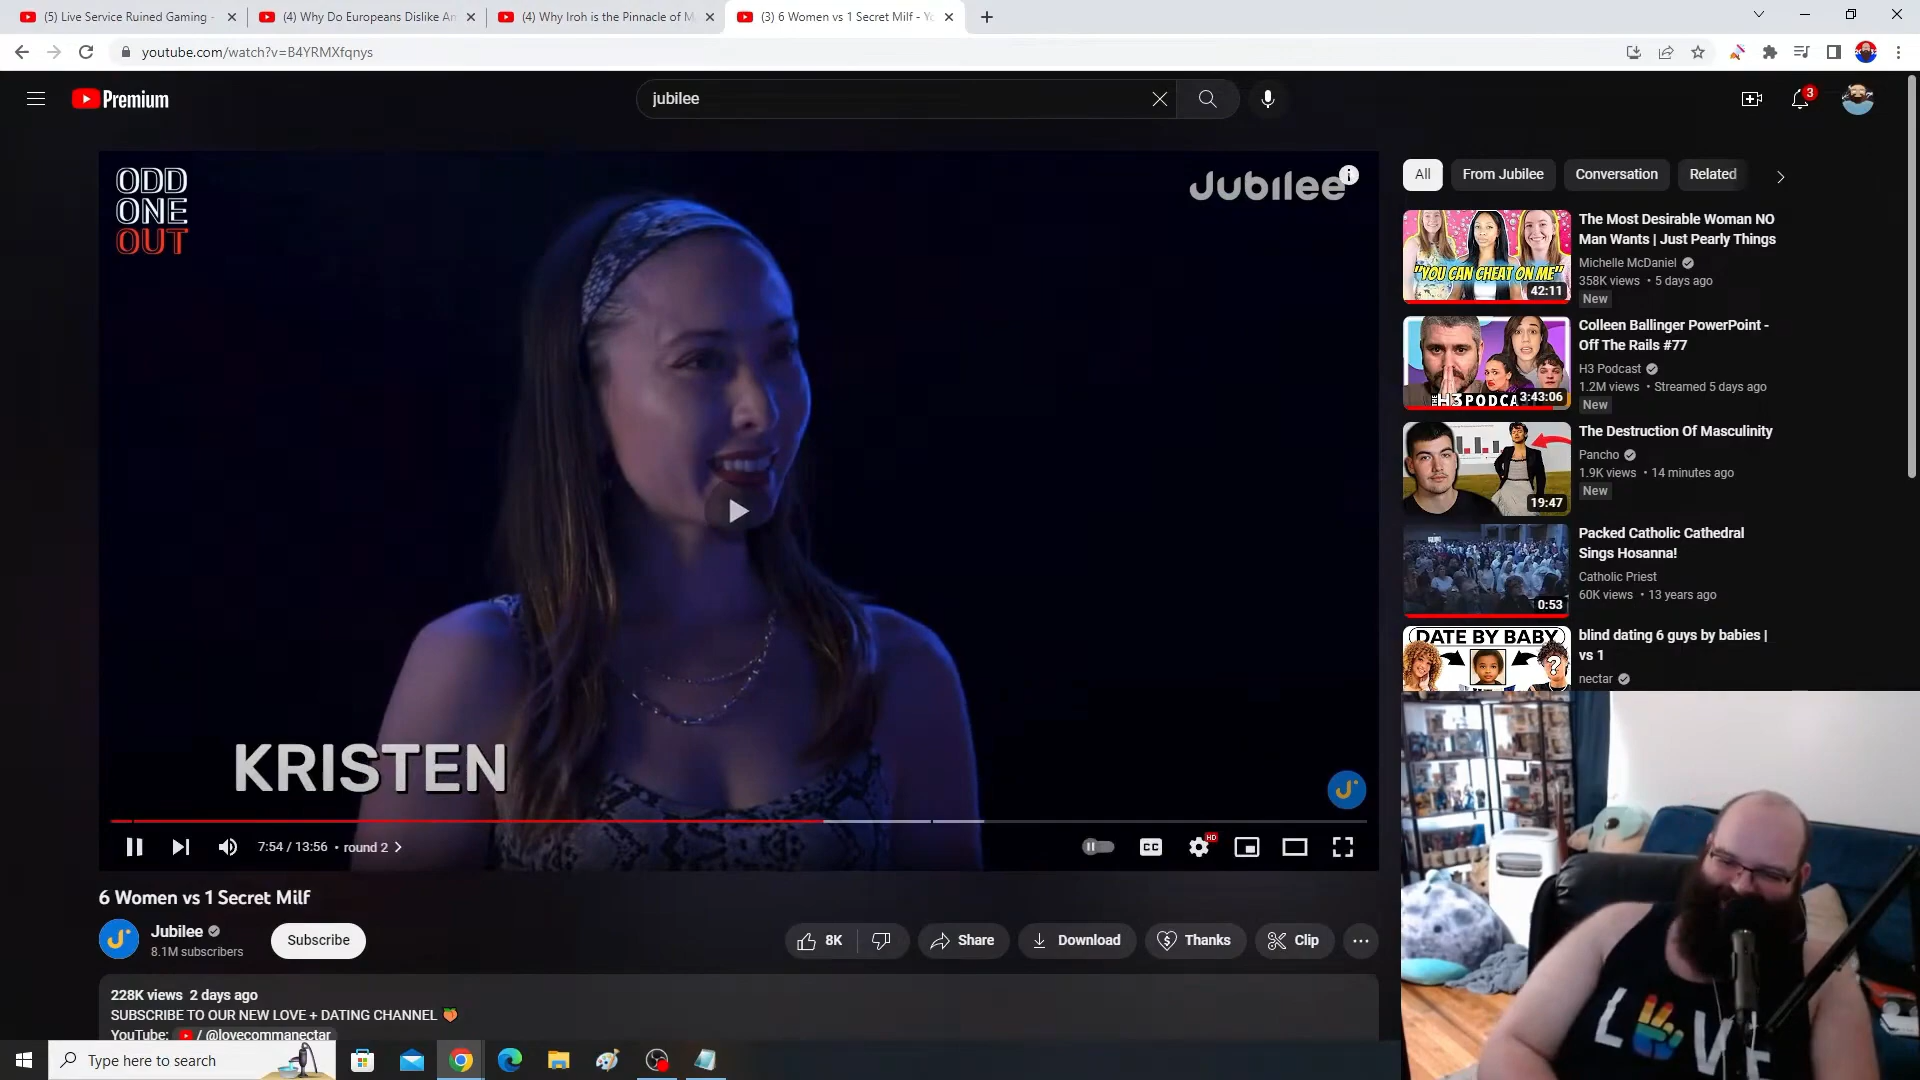 (5) Live Service Ruined Gaming -
(4) Why Do Europeans Dislike An
(4) Why Iroh is the Pinnacle of M
(3) 6 Women vs 1 Secret Milf - Yo
youtube.com/watch?v=B4YRMXfqnys
Premium
jubilee
3
ODD
ONE
OUT
Jubilee
KRISTEN
7:54 / 13:56 • round 2
CC
HD
6 Women vs 1 Secret Milf
Jubilee
8.1M subscribers
Subscribe
8K
Share
Download
Thanks
Clip
228K views 2 days ago
SUBSCRIBE TO OUR NEW LOVE + DATING CHANNEL
YouTube: / @lovecommanectar
All
From Jubilee
Conversation
Related
"YOU CAN CHEAT ON ME"
42:11
The Most Desirable Woman NO
Man Wants | Just Pearly Things
Michelle McDaniel
358K views • 5 days ago
New
THE H3 PODCA
3:43:06
Colleen Ballinger PowerPoint -
Off The Rails #77
H3 Podcast
1.2M views • Streamed 5 days ago
New
19:47
The Destruction Of Masculinity
Pancho
1.9K views • 14 minutes ago
New
0:53
Packed Catholic Cathedral
Sings Hosanna!
Catholic Priest
60K views • 13 years ago
DATE BY BABY
?
blind dating 6 guys by babies |
vs 1
nectar
L VE
Type here to search